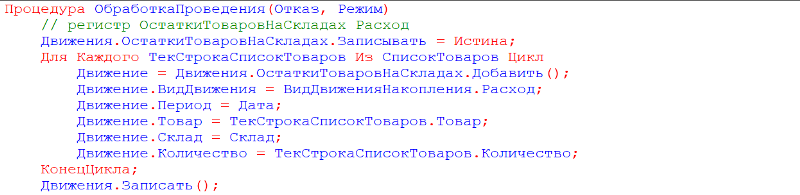 Процедура ОбработкаПроведения(Отказ, Режим)
// регистр ОстаткиТоваровНаСкладах Расход
Движения.ОстаткиТоваровНаСкладах.Записывать = Истина;
Для Каждого ТекСтрокаСписокТоваров Из СписокТоваров Цикл
Движение = Движения.ОстаткиТоваровНаСкладах.Добавить();
Движение.ВидДвижения = ВидДвиженияНакопления.Расход;
Движение.Период = Дата;
Движение.Товар = ТекСтрокаСписокТоваров.Товар;
Движение.Склад = Склад;
Движение.Количество = ТекСтрокаСписокТоваров.Количество;
КонецЦикла;
Движения.Записать();